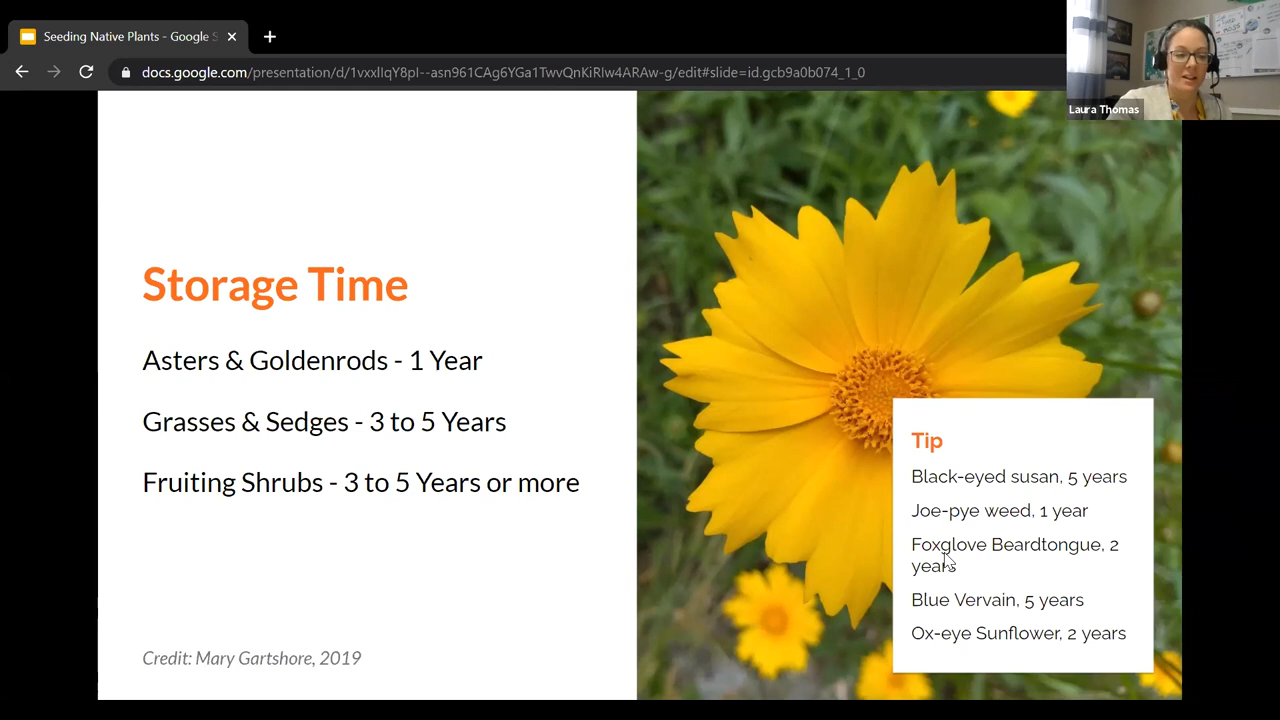 Seeding Native Plants - Google S
docs.google.com/presentation/d/1vxxlIqY8pI--asn961CAg6YGa1TwvQnKiRIw4ARAw-g/edit#slide=id.gcb9a0b074_1_0
Laura Thomas
Storage Time
Asters & Goldenrods - 1 Year
Grasses & Sedges - 3 to 5 Years
Fruiting Shrubs - 3 to 5 Years or more
Credit: Mary Gartshore, 2019
Tip
Black-eyed susan, 5 years
Joe-pye weed, 1 year
Foxglove Beardtongue, 2
years
Blue Vervain, 5 years
Ox-eye Sunflower, 2 years